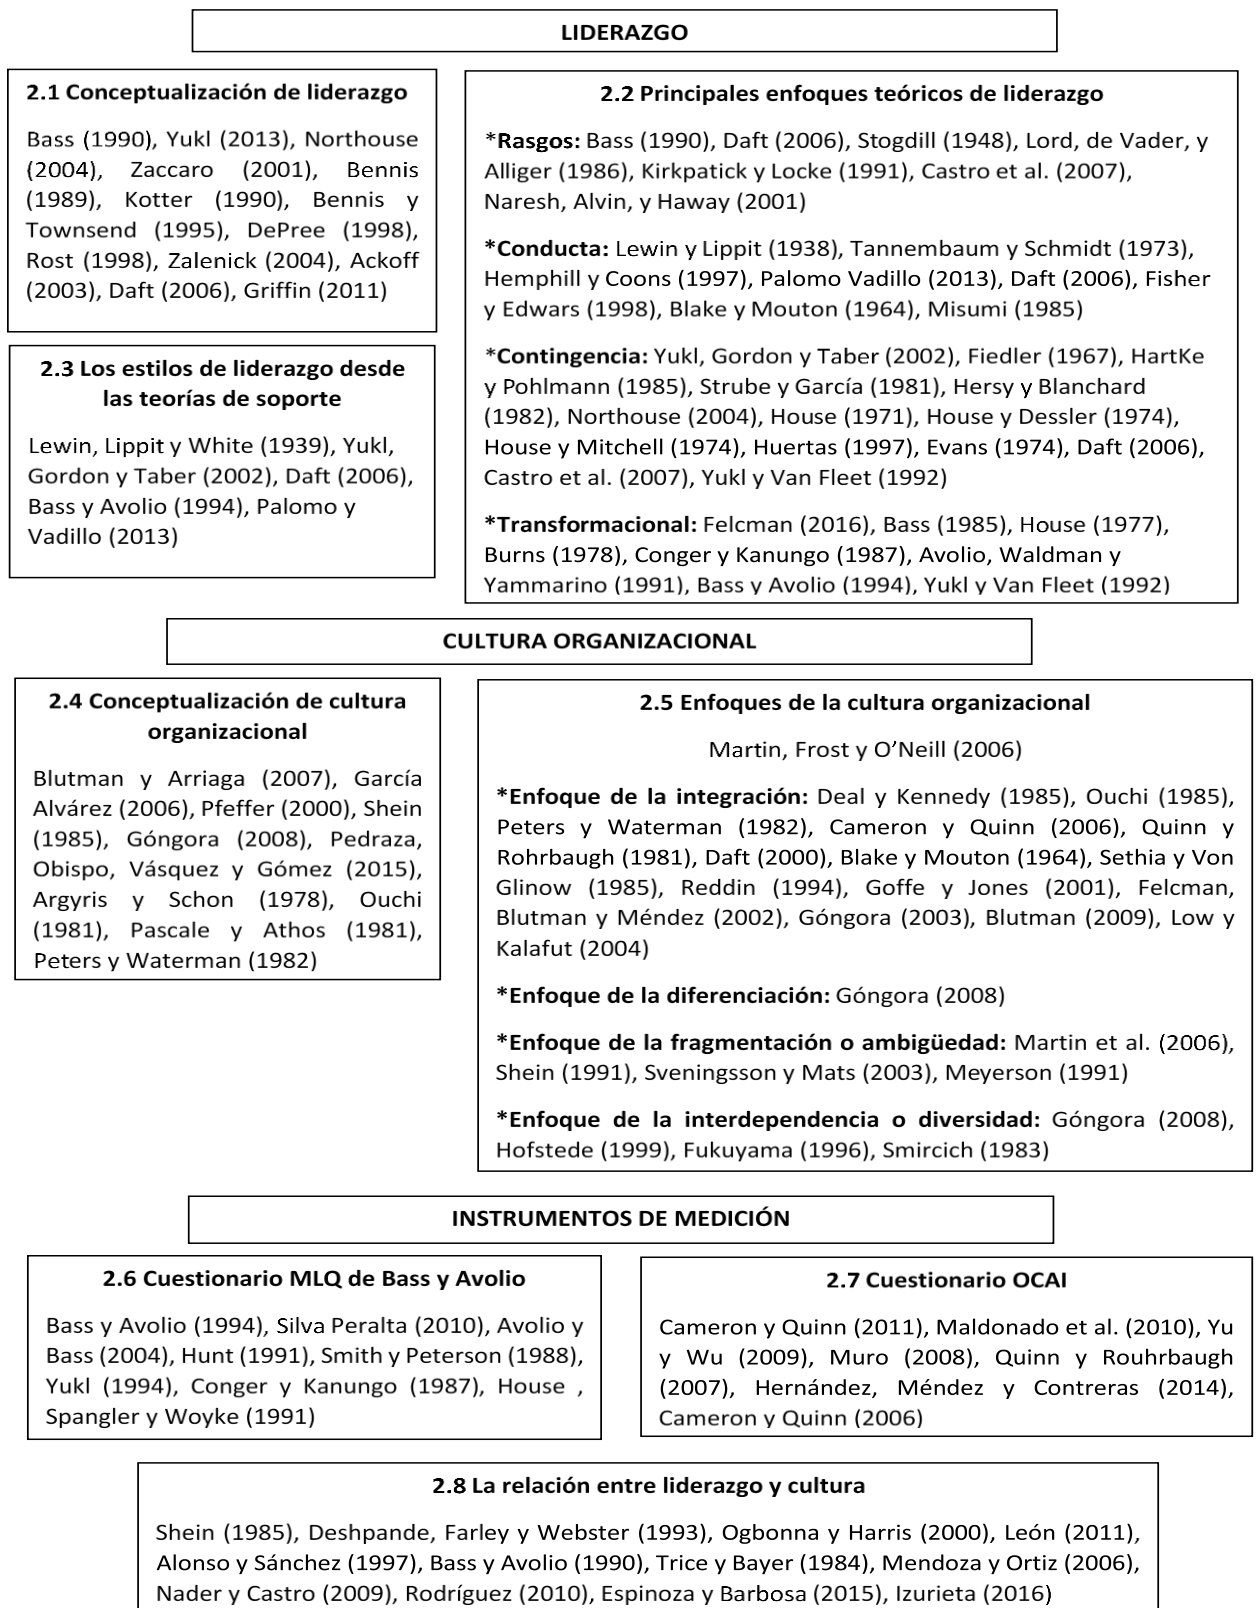 LIDERAZGO
2.1 Conceptualización de liderazgo
Bass (1990), Yukl (2013), Northouse
(2004), Zaccaro (2001), Bennis
(1989), Kotter (1990), Bennis y
Townsend (1995), DePree (1998),
Rost (1998), Zalenick (2004), Ackoff
(2003), Daft (2006), Griffin (2011)
2.2 Principales enfoques teóricos de liderazgo
*Rasgos: Bass (1990), Daft (2006), Stogdill (1948), Lord, de Vader, y
Alliger (1986), Kirkpatick y Locke (1991), Castro et al. (2007),
Naresh, Alvin, y Haway (2001)
*Conducta: Lewin y Lippit (1938), Tannembaum y Schmidt (1973),
Hemphill y Coons (1997), Palomo Vadillo (2013), Daft (2006), Fisher
y Edwars (1998), Blake y Mouton (1964), Misumi (1985)
*Contingencia: Yukl, Gordon y Taber (2002), Fiedler (1967), HartKe
y Pohlmann (1985), Strube y García (1981), Hersy y Blanchard
(1982), Northouse (2004), House (1971), House y Dessler (1974),
House y Mitchell (1974), Huertas (1997), Evans (1974), Daft (2006),
Castro et al. (2007), Yukl y Van Fleet (1992)
*Transformacional: Felcman (2016), Bass (1985), House (1977),
Burns (1978), Conger y Kanungo (1987), Avolio, Waldman y
Yammarino (1991), Bass y Avolio (1994), Yukl y Van Fleet (1992)
2.3 Los estilos de liderazgo desde
las teorías de soporte
Lewin, Lippit y White (1939), Yukl,
Gordon y Taber (2002), Daft (2006),
Bass y Avolio (1994), Palomo y
Vadillo (2013)
CULTURA ORGANIZACIONAL
2.4 Conceptualización de cultura
organizacional
Blutman y Arriaga (2007), García
Alvárez (2006), Pfeffer (2000), Shein
(1985), Góngora (2008), Pedraza,
Obispo, Vásquez y Gómez (2015),
Argyris y Schon (1978), Ouchi
(1981), Pascale y Athos (1981),
Peters y Waterman (1982)
2.5 Enfoques de la cultura organizacional
Martin, Frost y O’Neill (2006)
*Enfoque de la integración: Deal y Kennedy (1985), Ouchi (1985),
Peters y Waterman (1982), Cameron y Quinn (2006), Quinn y
Rohrbaugh (1981), Daft (2000), Blake y Mouton (1964), Sethia y Von
Glinow (1985), Reddin (1994), Goffe y Jones (2001), Felcman,
Blutman y Méndez (2002), Góngora (2003), Blutman (2009), Low y
Kalafut (2004)
*Enfoque de la diferenciación: Góngora (2008)
*Enfoque de la fragmentación o ambigüedad: Martin et al. (2006),
Shein (1991), Sveningsson y Mats (2003), Meyerson (1991)
*Enfoque de la interdependencia o diversidad: Góngora (2008),
Hofstede (1999), Fukuyama (1996), Smircich (1983)
INSTRUMENTOS DE MEDICIÓN
2.6 Cuestionario MLQ de Bass y Avolio
Bass y Avolio (1994), Silva Peralta (2010), Avolio y
Bass (2004), Hunt (1991), Smith y Peterson (1988),
Yukl (1994), Conger y Kanungo (1987), House ,
Spangler y Woyke (1991)
2.7 Cuestionario OCAI
Cameron y Quinn (2011), Maldonado et al. (2010), Yu
y Wu (2009), Muro (2008), Quinn y Rouhrbaugh
(2007), Hernández, Méndez y Contreras (2014),
Cameron y Quinn (2006)
2.8 La relación entre liderazgo y cultura
Shein (1985), Deshpande, Farley y Webster (1993), Ogbonna y Harris (2000), León (2011),
Alonso y Sánchez (1997), Bass y Avolio (1990), Trice y Bayer (1984), Mendoza y Ortiz (2006),
Nader y Castro (2009), Rodríguez (2010), Espinoza y Barbosa (2015), Izurieta (2016)